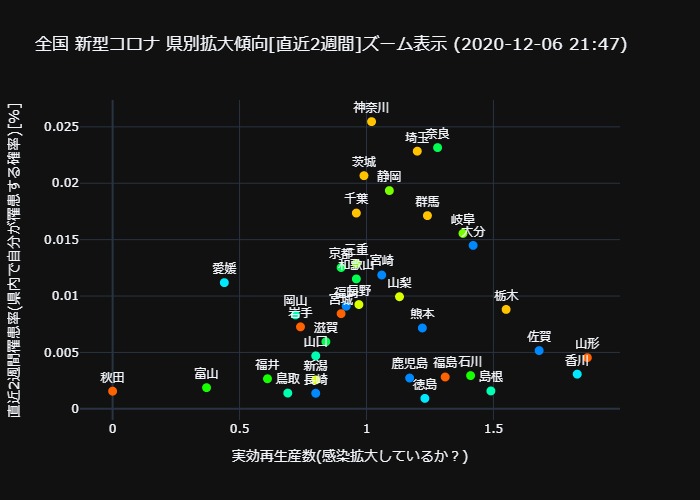 全国 新型コロナ 県別拡大傾向[直近2週間]ズーム表示 (2020-12-06 21:47)
直近2週間罹患率(県内で自分が罹患する確率)[%]
0.025
0.02
0.015
0.01
0.005
0
神奈川
埼玉
奈良
茨城
静岡
千葉
群馬
岐阜
大分
三重
京都
宮崎
和歌山
愛媛
山梨
長野
福岡
宮城
岡山
岩手
栃木
熊本
滋賀
山口
佐賀
山形
香川
福井
新潟
鹿児島
福島
石川
秋田
富山
鳥取
長崎
徳島
島根
0
0.5
1
1.5
実効再生産数(感染拡大しているか？)